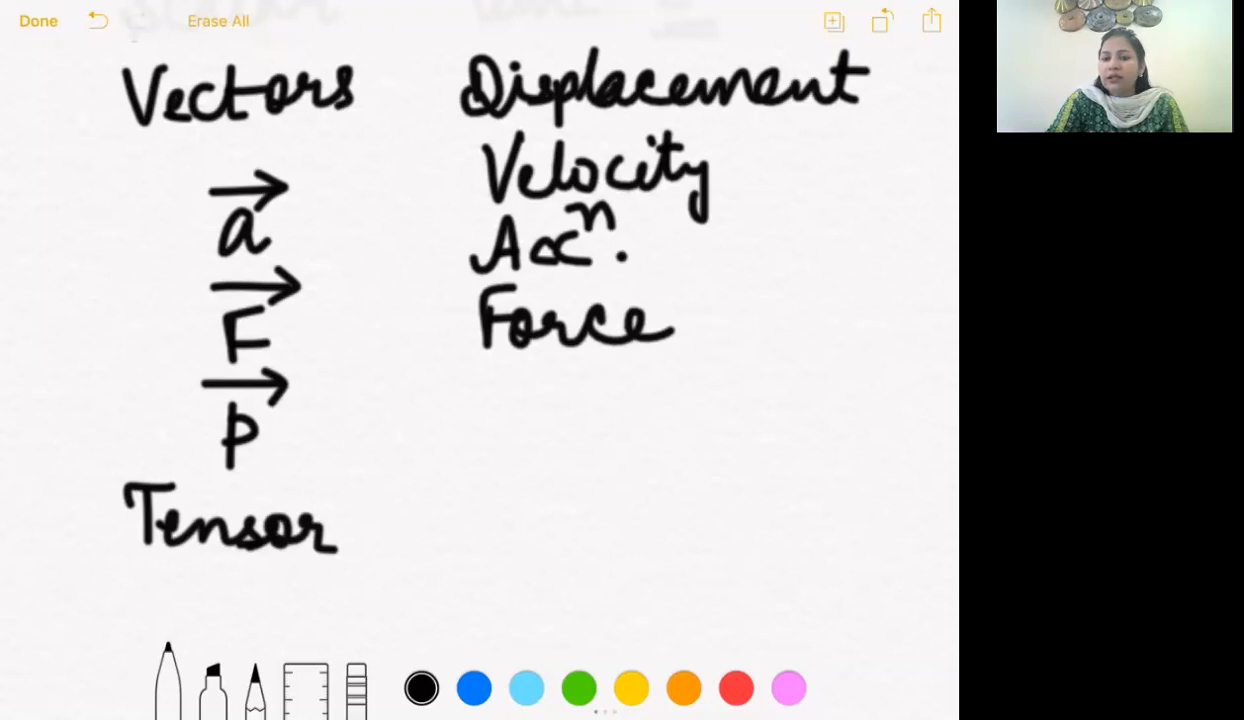 Done Erase All
Vectors Displacement
Velocity
a Accⁿ.
F Force
p
Tensor